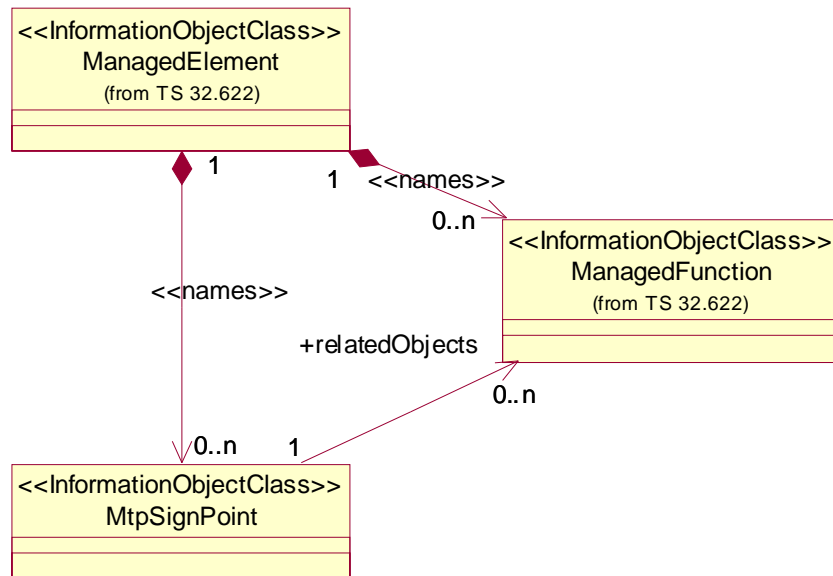 <<InformationObjectClass>>
ManagedElement
(from TS 32.622)
1
1
<<names>>
0..n
<<InformationObjectClass>>
ManagedFunction
(from TS 32.622)
<<names>>
+relatedObjects
0..n
0..n
1
<<InformationObjectClass>>
MtpSignPoint